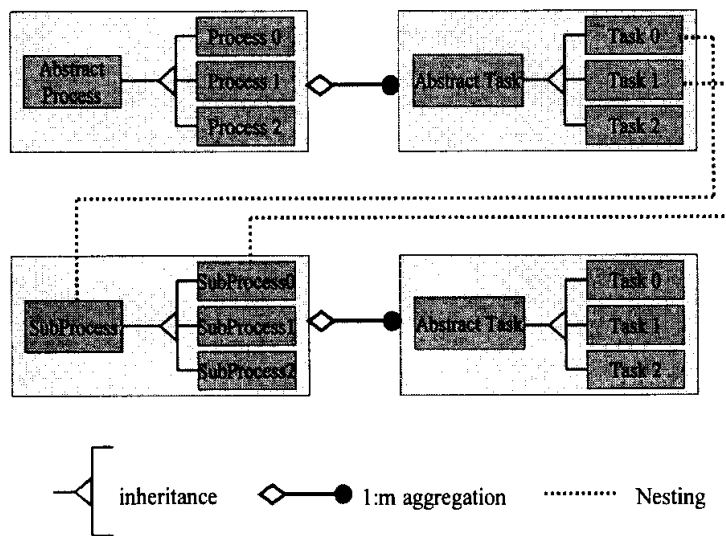 Process 0
Abstract
Process
Process 1
Process 2
Abstract Task
Task 0
Task 1
Task 2
SubProcess
SubProcess0
SubProcess1
SubProcess2
Abstract Task
Task 0
Task 1
Task 2
inheritance
1:m aggregation
Nesting